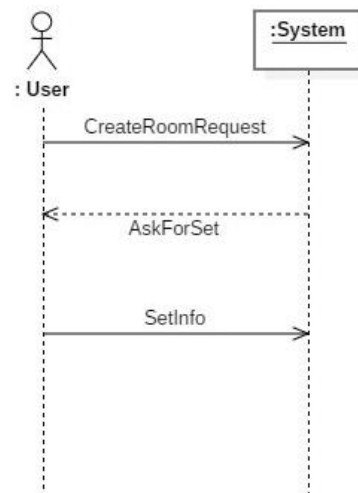 :System
: User
CreateRoomRequest
AskForSet
SetInfo